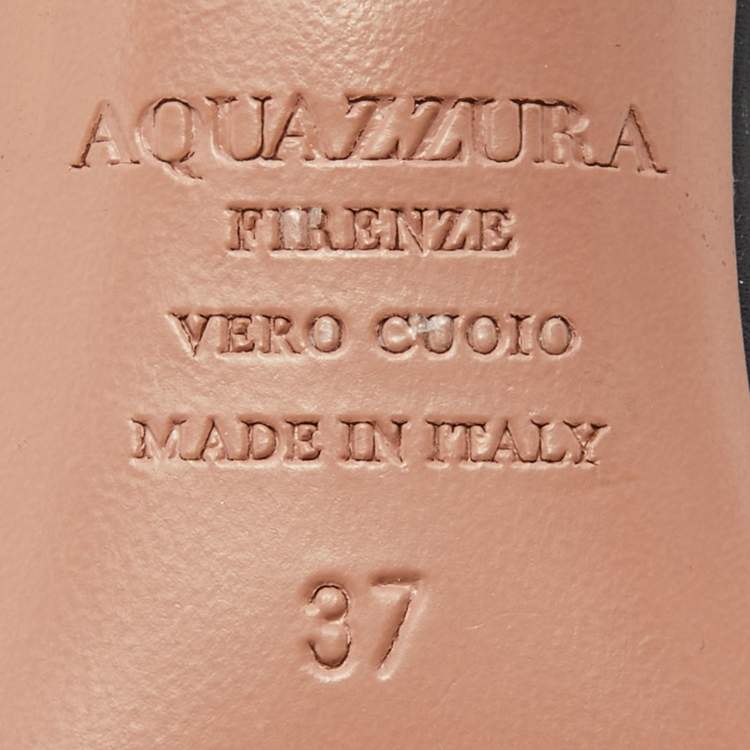 AQUAZZURA
FIRENZE
VERO CUOIO
MADE IN ITALY
37